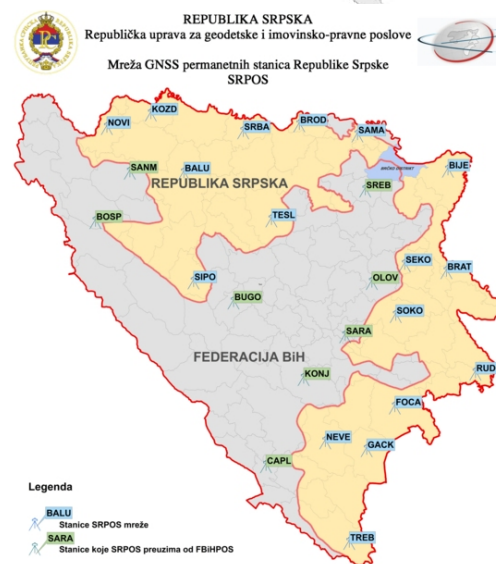 REPUBLIKA SRPSKA
Republička uprava za geodetske i imovinsko-pravne poslove
Mreža GNSS permanetnih stanica Republike Srpske
SRPOS
KOZD
NOVI
SRBA
BROD
SAMA
SANM
BALU
BIJE
REPUBLIKA SRPSKA
SREB
BOSP
TESL
SEKO
BRAT
SIPO
OLOV
BUGO
SOKO
SARA
FEDERACIJA BiH
KONJ
RUD
FOCA
NEVE
GACK
CAPL
TREB
Legenda
BALU
Stanice SRPOS mreže
SARA
Stanice koje SRPOS preuzima od FBiHPOS